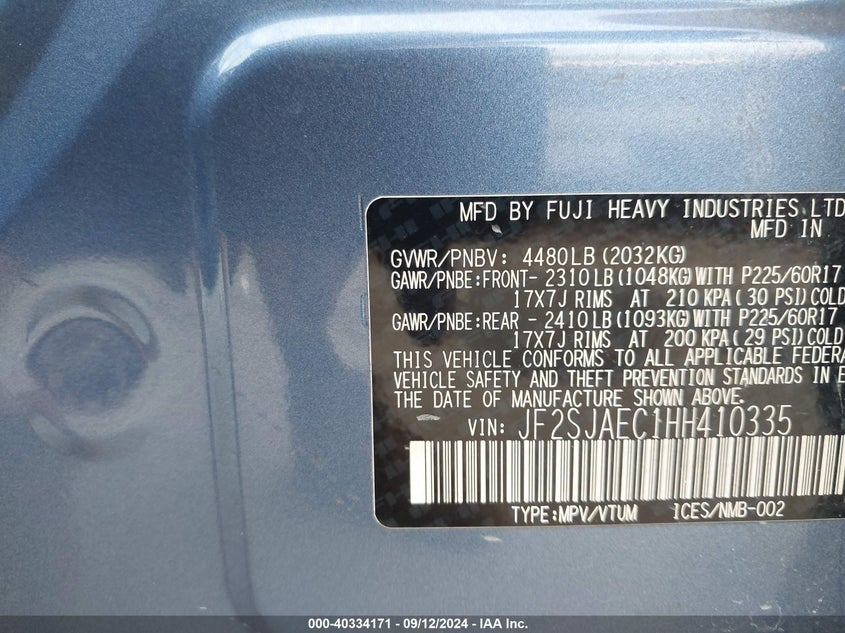 MFD BY FUJI HEAVY INDUSTRIES LTD
MFD IN
GVWR/PNBV: 4480LB(2032KG)
GAWR/PNBE:FRONT- 2310LB(1048KG)WITH P225/60R17
17X7J RIMS AT 210 KPA(30 PSI)COLD
GAWR/PNBE:REAR - 2410LB(1093KG)WITH P225/60R17
17X7J RIMS AT 200 KPA(29 PSI)COLD
THIS VEHICLE CONFORMS TO ALL APPLICABLE FEDERA
VEHICLE SAFETY AND THEFT PREVENTION STANDARDS IN E
THE DATE OF MANUFACTURE SHOWN ABOVE.
VIN: JF2SJAEC1HH410335
TYPE:MPV/VTUM ICES/NMB-002
000-40334171 - 09/12/2024 - IAA Inc.